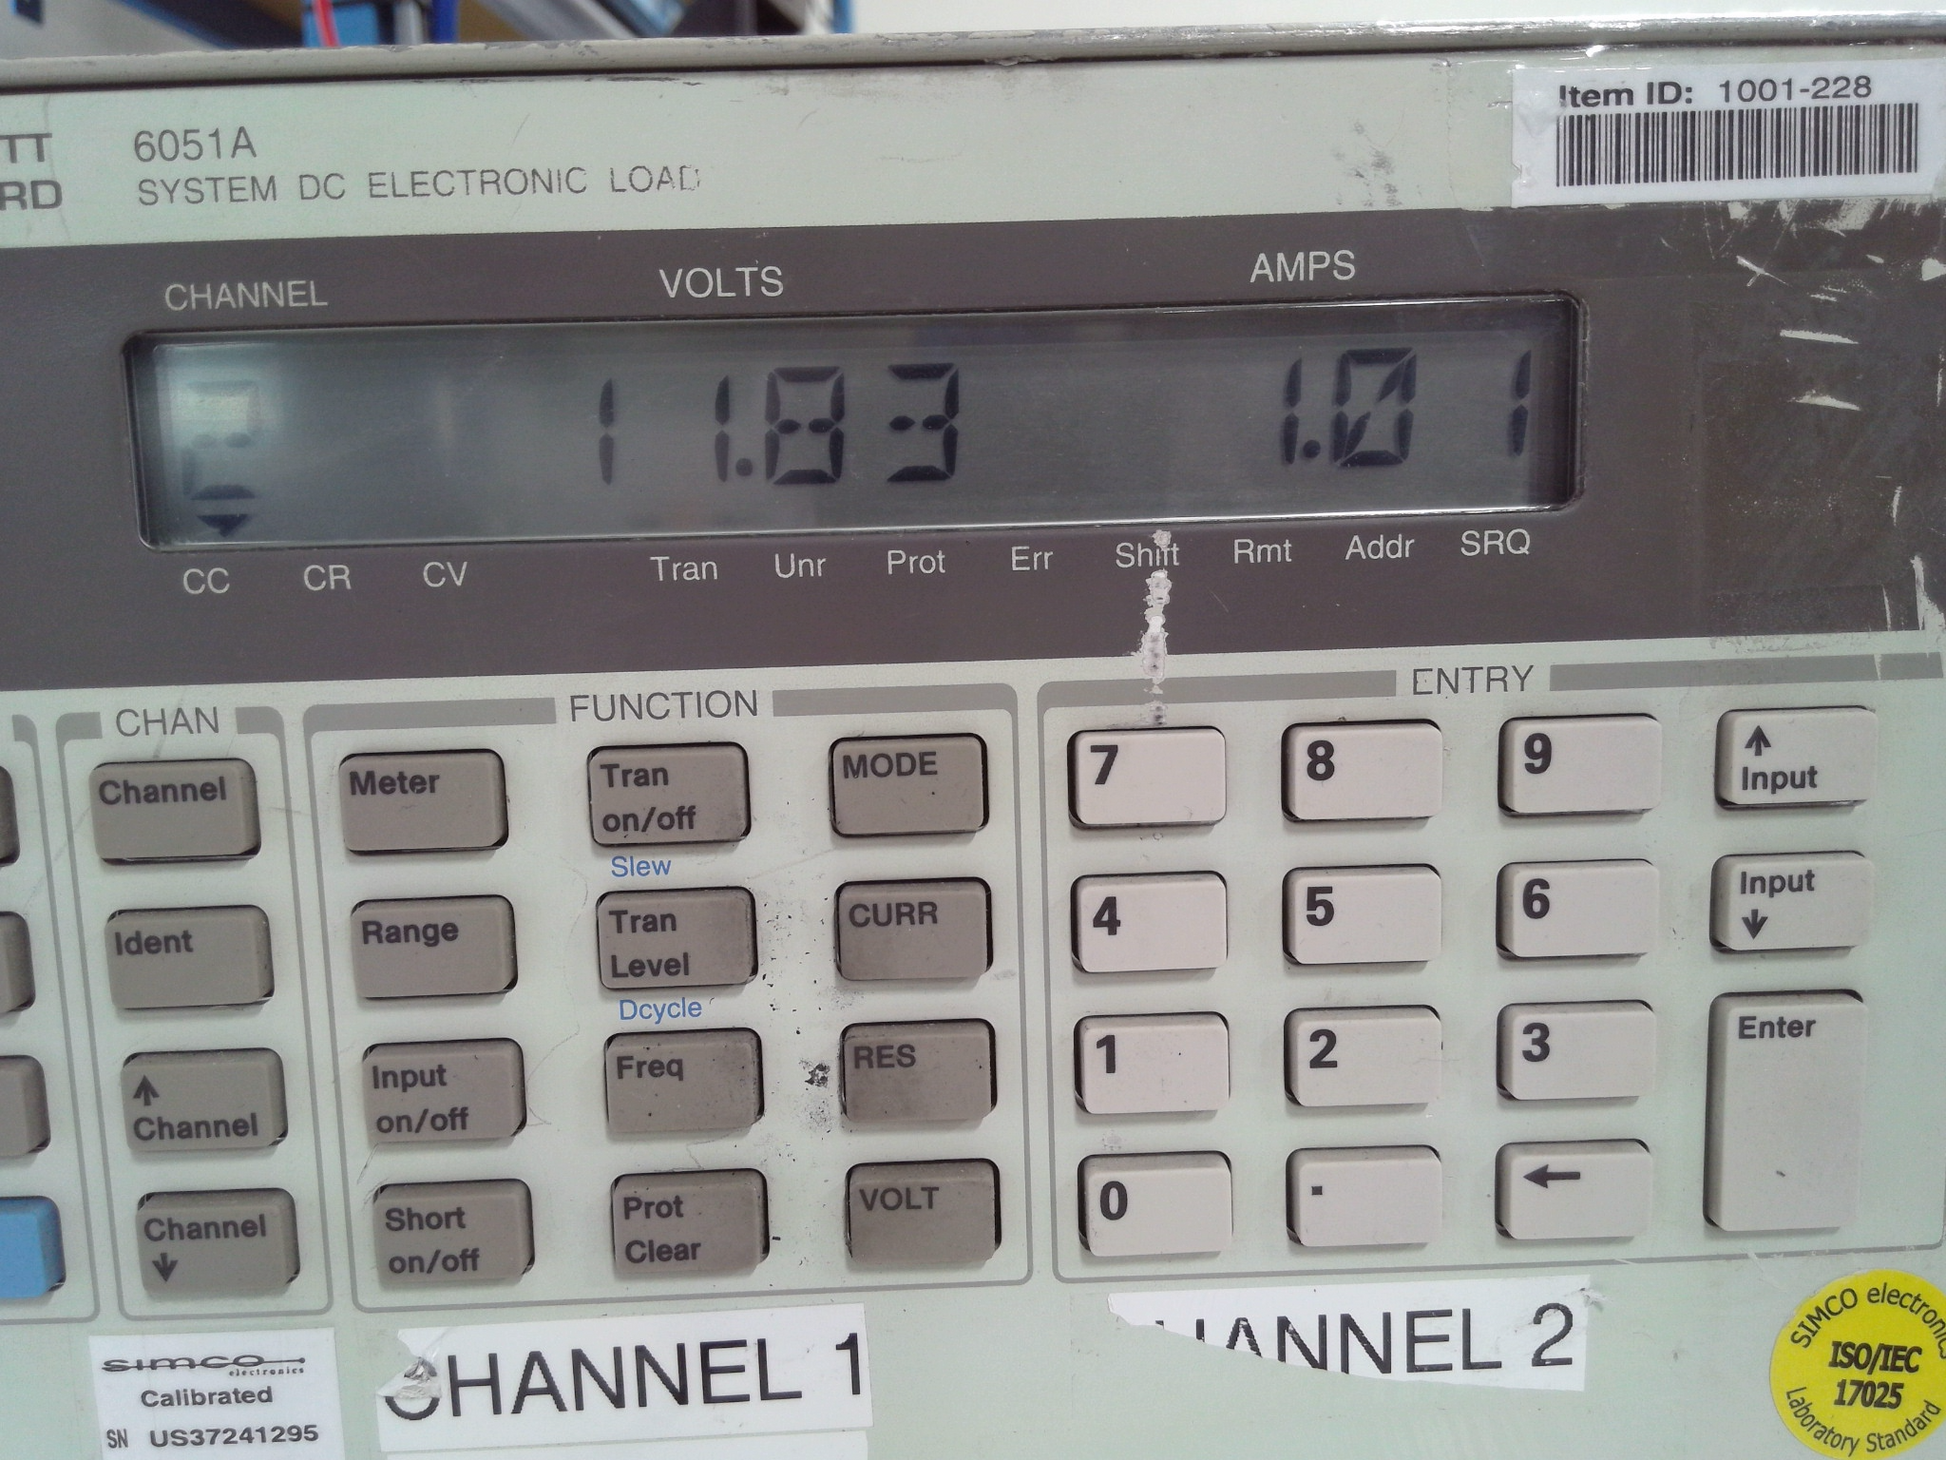 TT
RD
6051A
SYSTEM DC ELECTRONIC LOAD
Item ID: 1001-228
CHANNEL VOLTS AMPS
11.83 1.01
CC CR CV Tran Unr Prot Err Shift Rmt Addr SRQ
CHAN
Channel
Ident
↑
Channel
Channel
↓
FUNCTION
Meter
Tran
on/off
MODE
Slew
Range
Tran
Level
CURR
Dcycle
Input
on/off
Freq
RES
Short
on/off
Prot
Clear
VOLT
ENTRY
7 8 9
↑
Input
4 5 6
Input
↓
1 2 3
Enter
0 . ←
SIMCO
electronics
Calibrated
SN US37241295
CHANNEL 1
HANNEL 2
SIMCO electronics
ISO/IEC
17025
Laboratory Standard